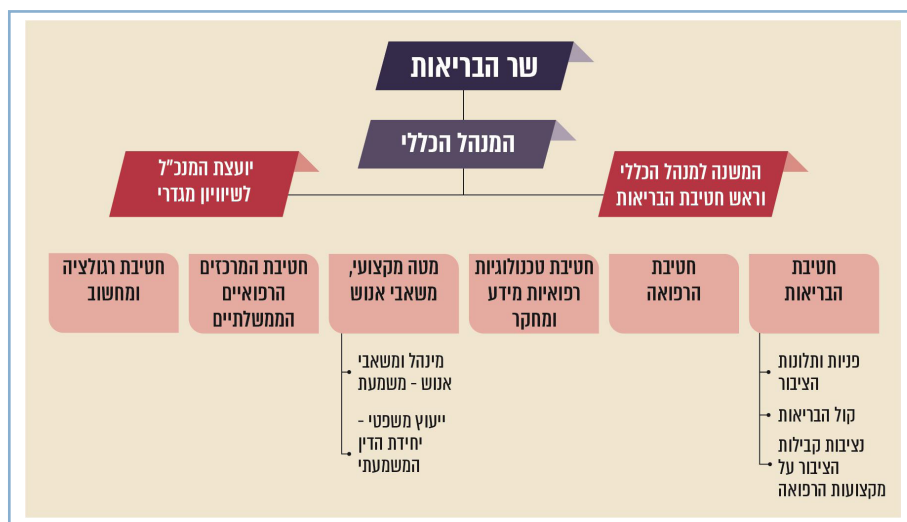 שר הבריאות
המנהל הכללי
המשנה למנהל הכללי
וראש חטיבת הבריאות
יועצת המנכ"ל
לשיוויון מגדרי
חטיבת
הבריאות
חטיבת
הרפואה
חטיבת טכנולוגיות
רפואיות מידע
ומחקר
מטה מקצועי,
משאבי אנוש
חטיבת המרכזים
הרפואיים
הממשלתיים
חטיבת רגולציה
ומחשוב
פניות ותלונות
הציבור
קול הבריאות
נציבות קבילות
הציבור על
מקצועות הרפואה
מינהל ומשאבי
אנוש - משמעת
ייעוץ משפטי -
יחידת הדין
המשמעתי